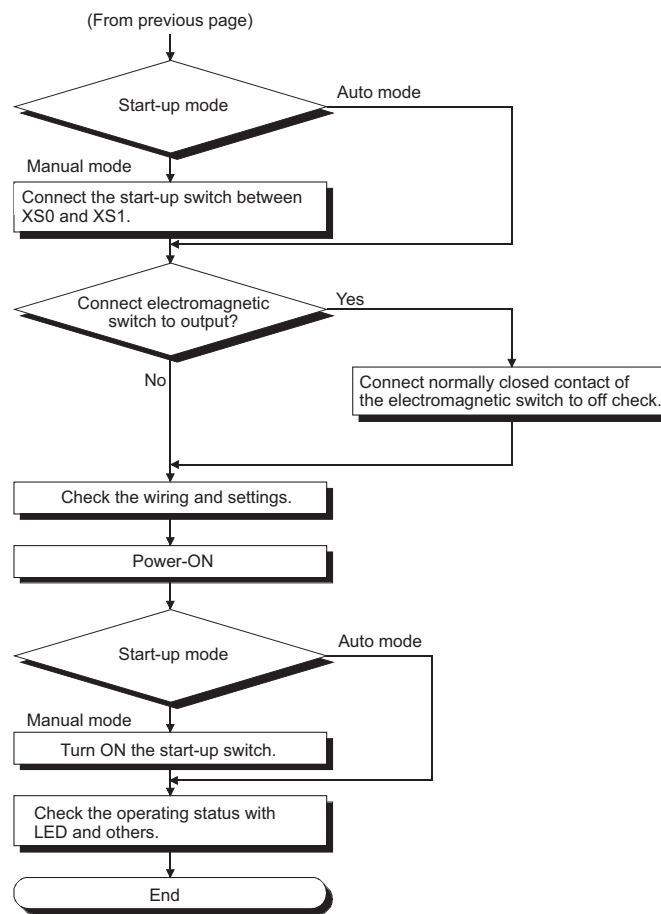 (From previous page)
Start-up mode
Auto mode
Manual mode
Connect the start-up switch between
XS0 and XS1.
Connect electromagnetic
switch to output?
Yes
No
Connect normally closed contact of
the electromagnetic switch to off check.
Check the wiring and settings.
Power-ON
Start-up mode
Auto mode
Manual mode
Turn ON the start-up switch.
Check the operating status with
LED and others.
End